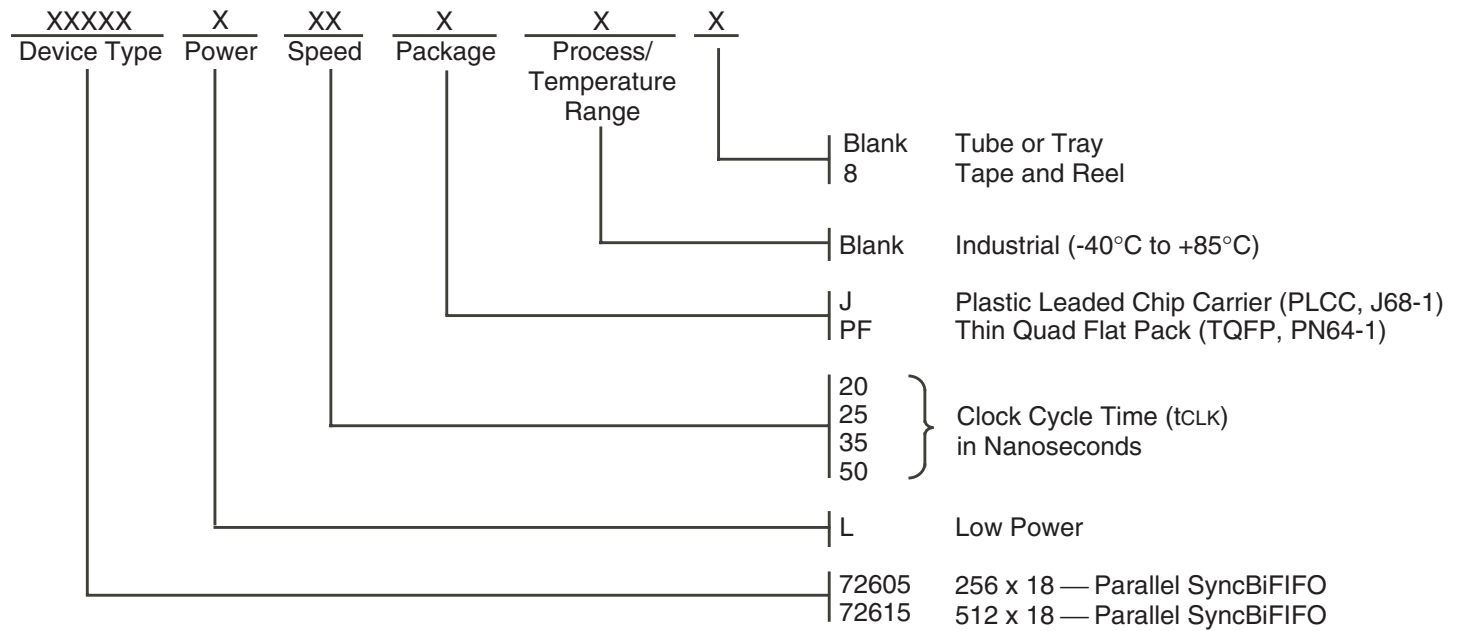 XXXXX X XX X X X
Device Type Power Speed Package Process/
Temperature
Range
Blank Tube or Tray
8 Tape and Reel
Blank Industrial (-40°C to +85°C)
J Plastic Leaded Chip Carrier (PLCC, J68-1)
PF Thin Quad Flat Pack (TQFP, PN64-1)
20
25
35
50
Clock Cycle Time (tCLK)
in Nanoseconds
L Low Power
72605 256 x 18 — Parallel SyncBiFIFO
72615 512 x 18 — Parallel SyncBiFIFO